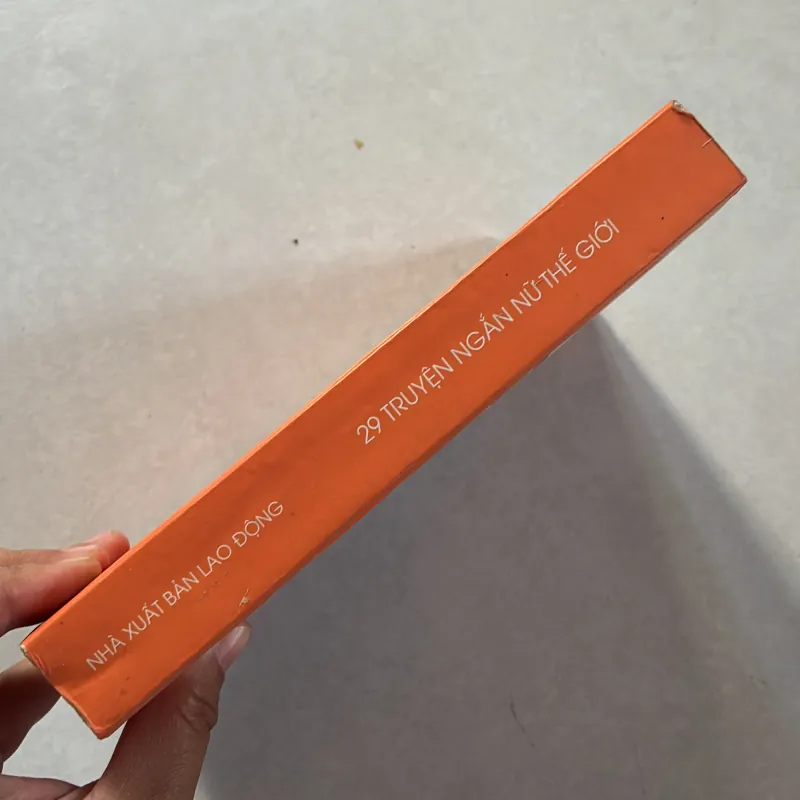 NHÀ XUẤT BẢN LAO ĐỘNG
29 TRUYỆN NGẮN NỮ THẾ GIỚI